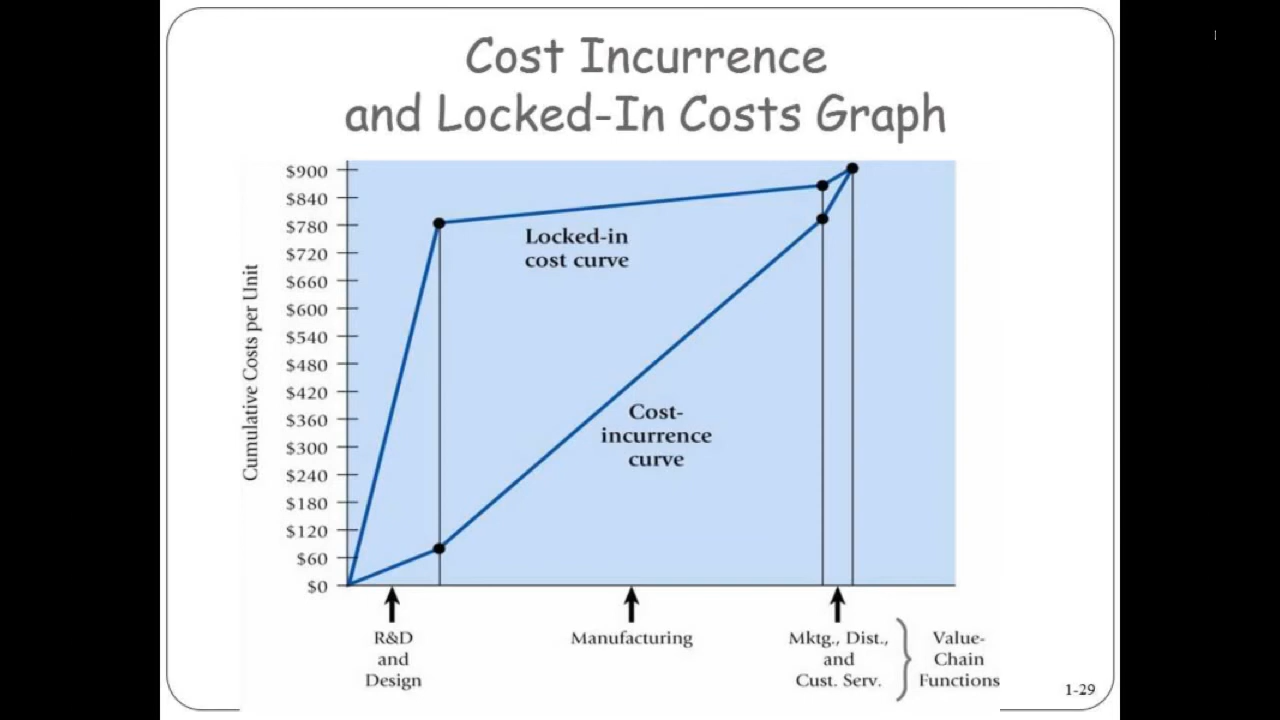 Cost Incurrence
and Locked-In Costs Graph
$900
$840
$780
$720
$660
$600
$540
$480
$420
$360
$300
$240
$180
$120
$60
$0
Cumulative Costs per Unit
Locked-in
cost curve
Cost-
incurrence
curve
R&D
and
Design
Manufacturing
Mktg., Dist.,
and
Cust. Serv.
Value-
Chain
Functions
1-29